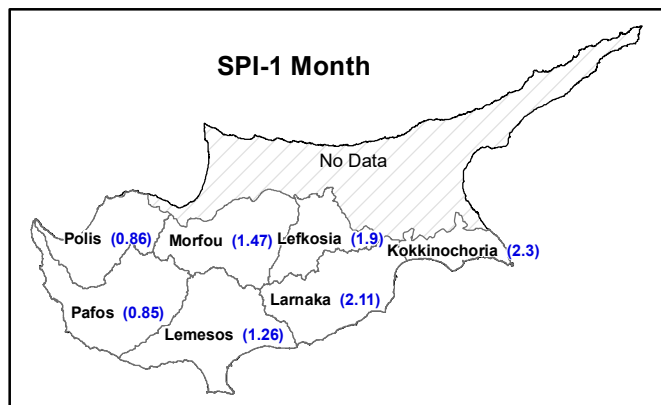 SPI-1 Month
No Data
Polis (0.86)
Morfou (1.47)
Lefkosia (1.9)
Kokkinochoria (2.3)
Pafos (0.85)
Larnaka (2.11)
Lemesos (1.26)